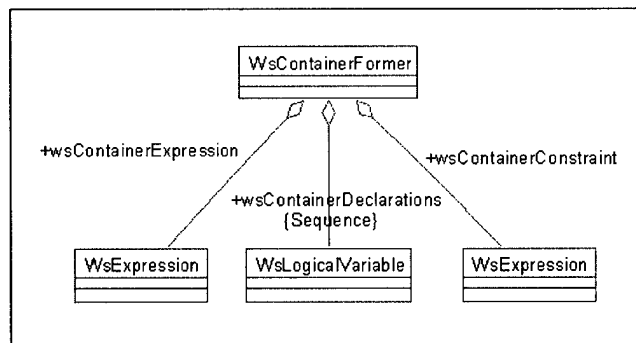 WsContainerFormer
+wsContainerExpression
+wsContainerConstraint
+wsContainerDeclarations
{Sequence}
WsExpression
WsLogicalVariable
WsExpression